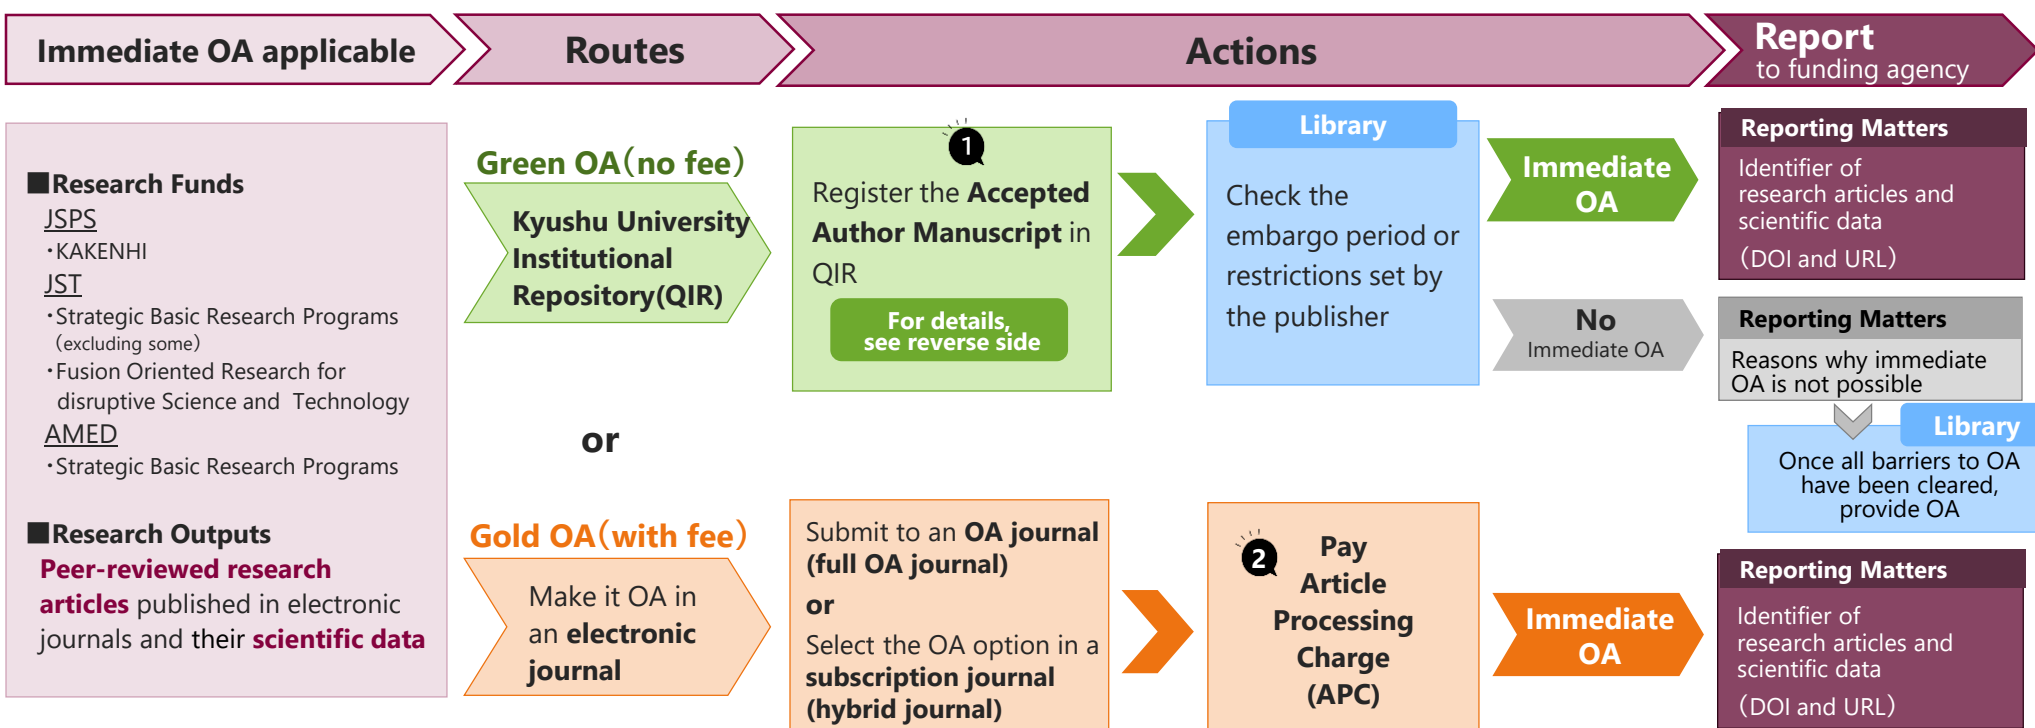 Immediate OA applicable
Routes
Actions
Report
to funding agency
■Research Funds
JSPS
・KAKENHI
JST
・Strategic Basic Research Programs
(excluding some)
・Fusion Oriented Research for
disruptive Science and Technology
AMED
・Strategic Basic Research Programs
■Research Outputs
Peer-reviewed research
articles published in electronic
journals and their scientific data
Green OA(no fee)
Kyushu University
Institutional
Repository(QIR)
or
Gold OA(with fee)
Make it OA in
an electronic
journal
1
Register the Accepted
Author Manuscript in
QIR
For details,
see reverse side
Library
Check the
embargo period or
restrictions set by
the publisher
Immediate
OA
No
Immediate OA
Submit to an OA journal
(full OA journal)
or
Select the OA option in a
subscription journal
(hybrid journal)
2
Pay
Article
Processing
Charge
(APC)
Immediate
OA
Reporting Matters
Identifier of
research articles and
scientific data
(DOI and URL)
Reporting Matters
Reasons why immediate
OA is not possible
Library
Once all barriers to OA
have been cleared,
provide OA
Reporting Matters
Identifier of
research articles and
scientific data
(DOI and URL)